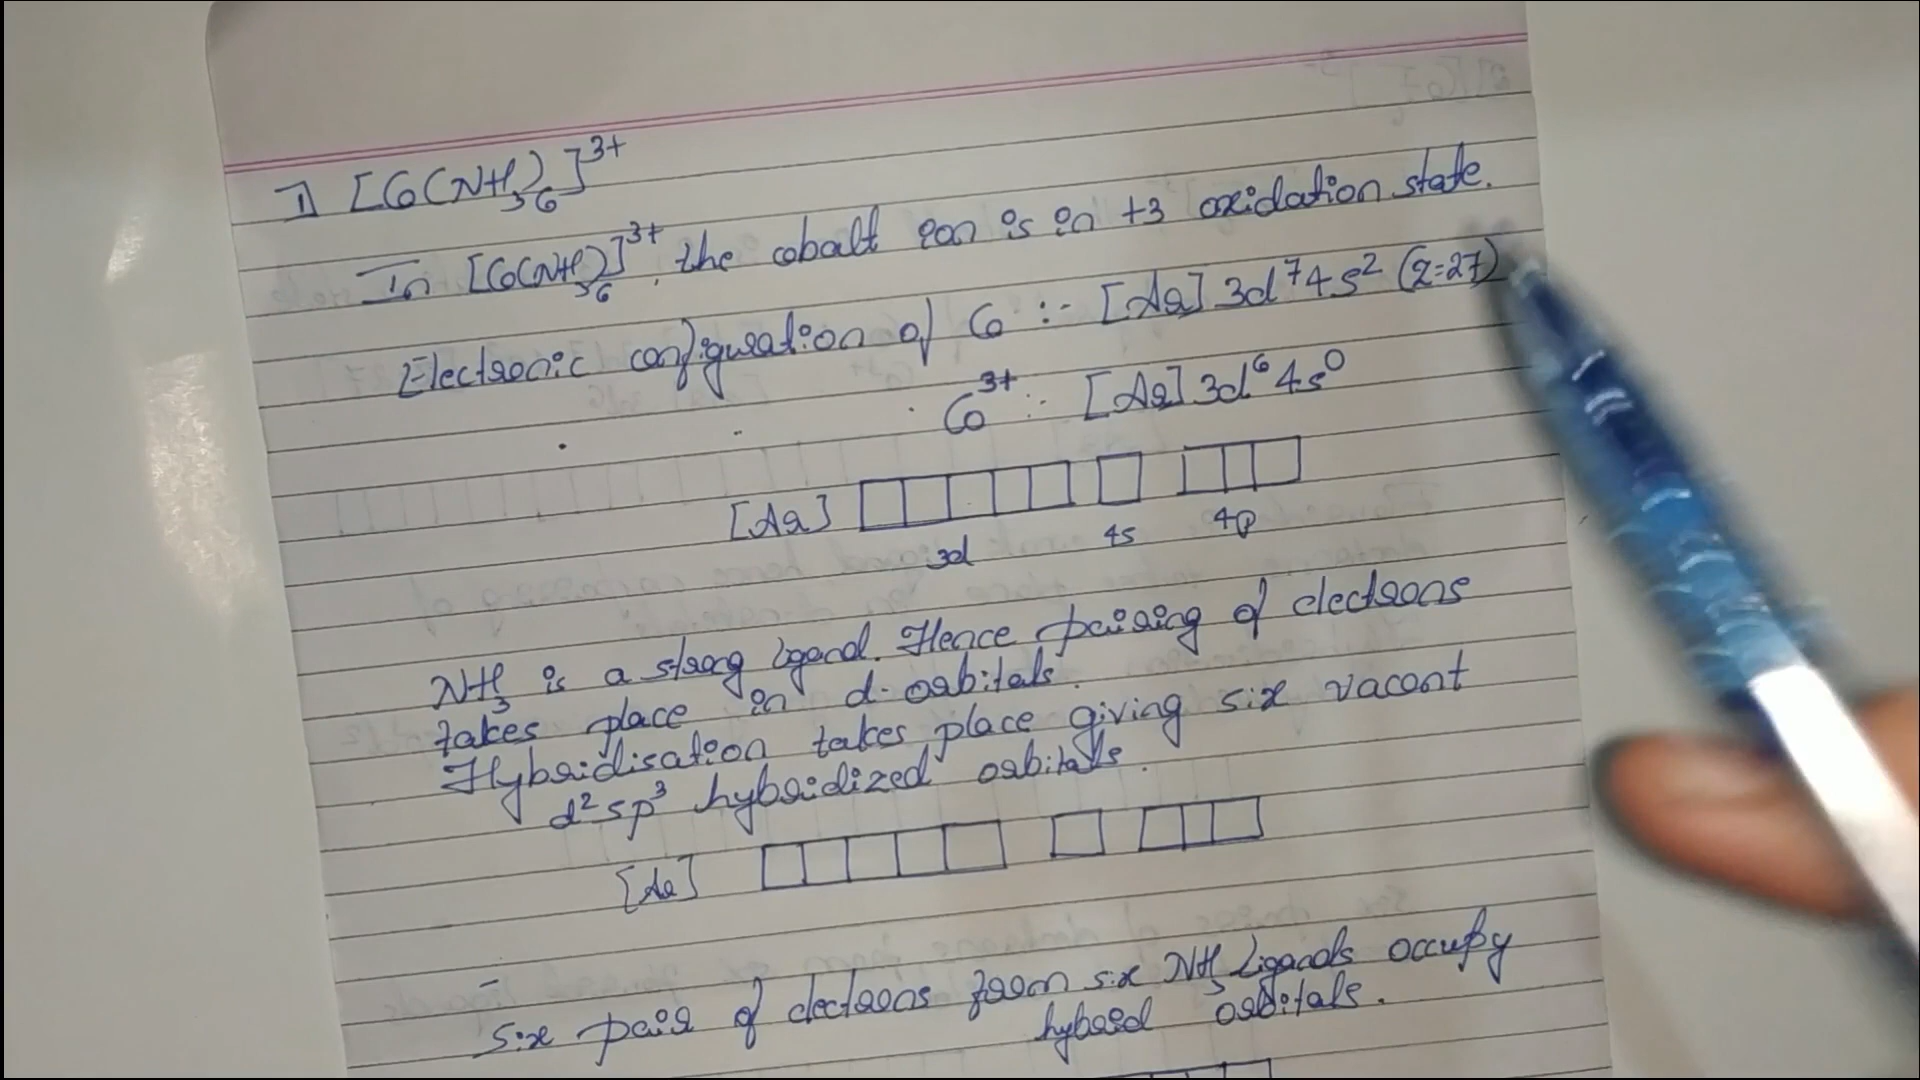 1] [Co(NH3)6]3+
In [Co(NH3)6]3+, the cobalt ion is in +3 oxidation state.
Electronic configuration of Co :- [Ar] 3d7 4s2 (Z=27)
Co3+ :- [Ar] 3d6 4s0
[Ar]
3d 4s 4p
NH3 is a strong ligand. Hence pairing of electrons
takes place in d-orbitals.
Hybridisation takes place giving six vacant
d2sp3 hybridized orbitals.
[Ar]
Six pair of electrons from six NH3 Ligands occupy
hybrid orbitals.